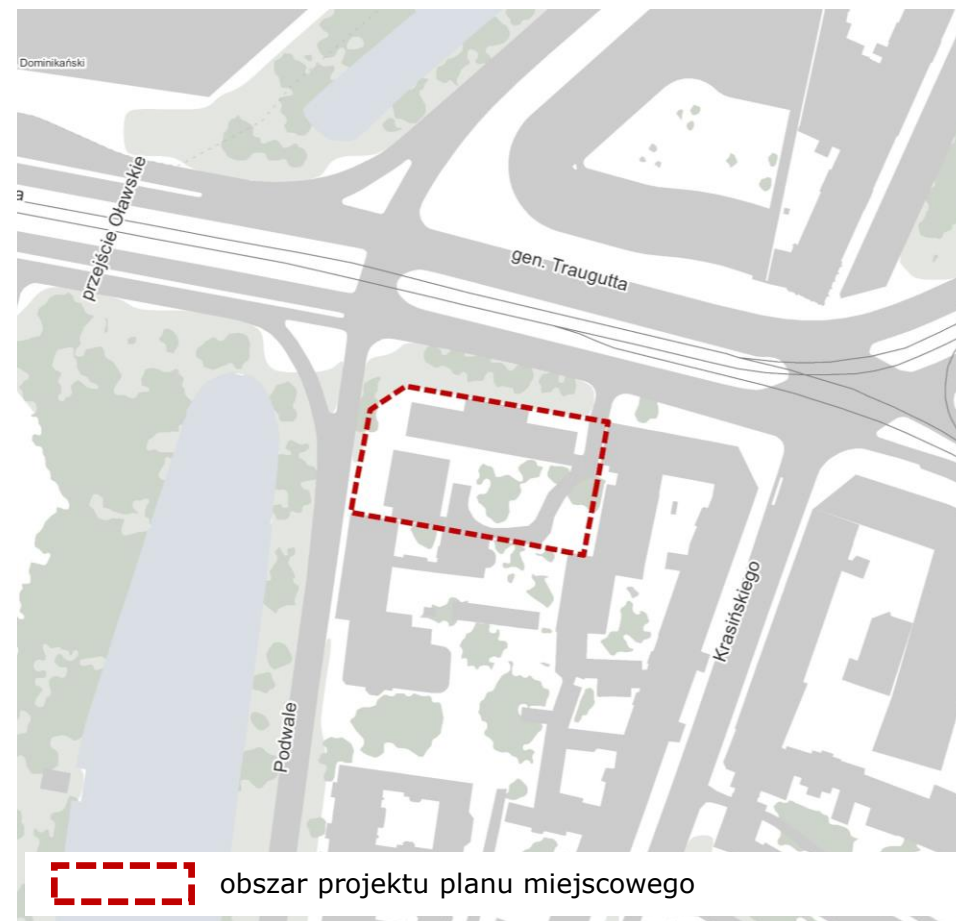 Dominikański
a
przejście Oławskie
gen. Traugutta
Krasińskiego
Podwale
obszar projektu planu miejscowego